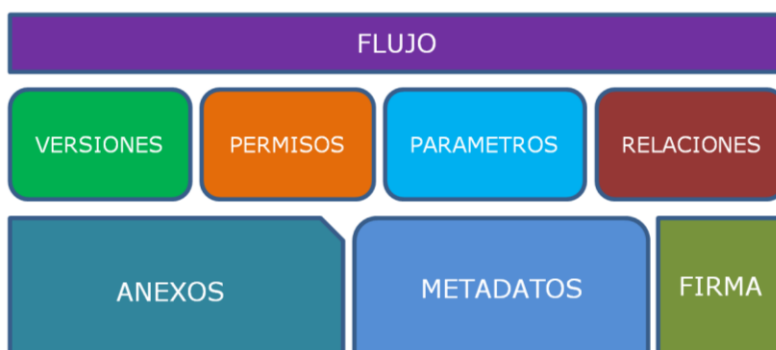 FLUJO
VERSIONES PERMISOS PARAMETROS RELACIONES
ANEXOS METADATOS FIRMA